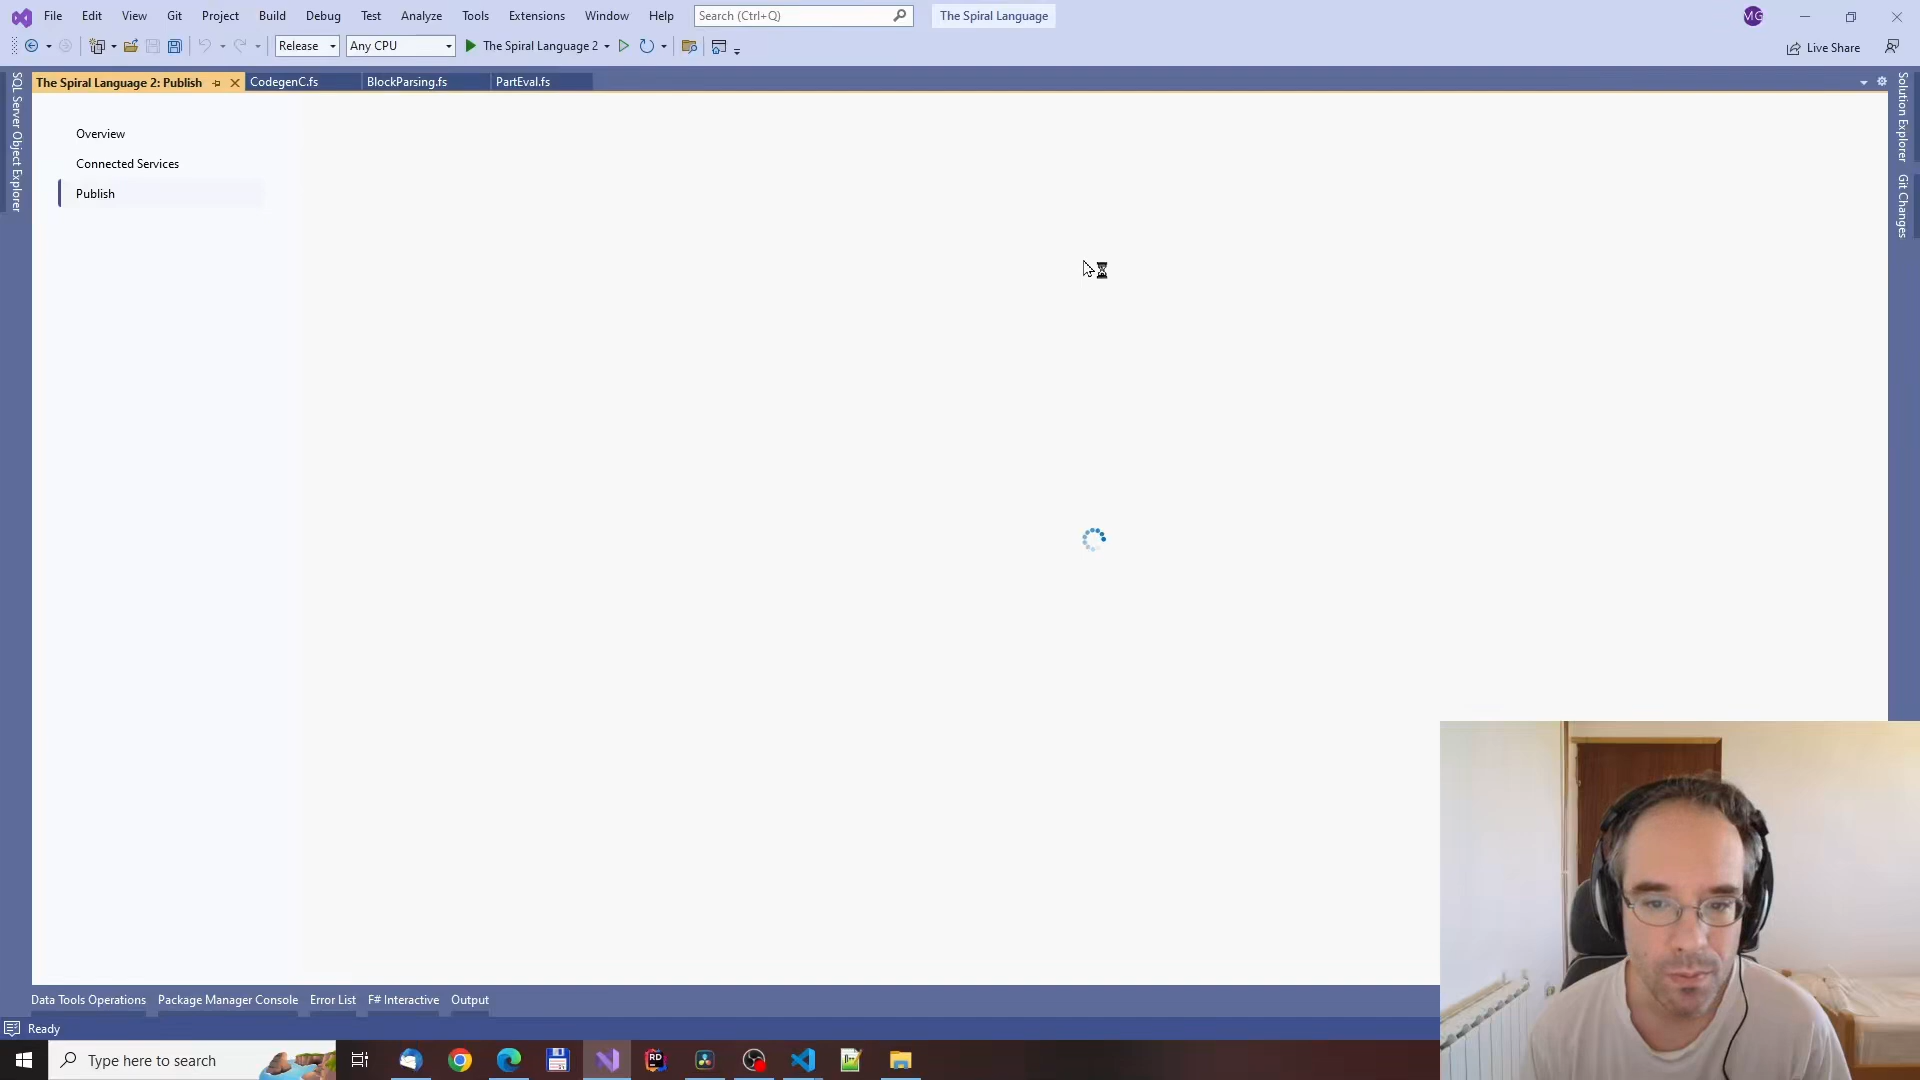 File Edit View Git Project Build Debug Test Analyze Tools Extensions Window Help Search (Ctrl+Q) The Spiral Language MG
Release Any CPU The Spiral Language 2 Live Share
The Spiral Language 2: Publish CodegenC.fs BlockParsing.fs PartEval.fs
SQL Server Object Explorer
Solution Explorer
Git Changes
Overview
Connected Services
Publish
Data Tools Operations Package Manager Console Error List F# Interactive Output
Ready
Type here to search
RD